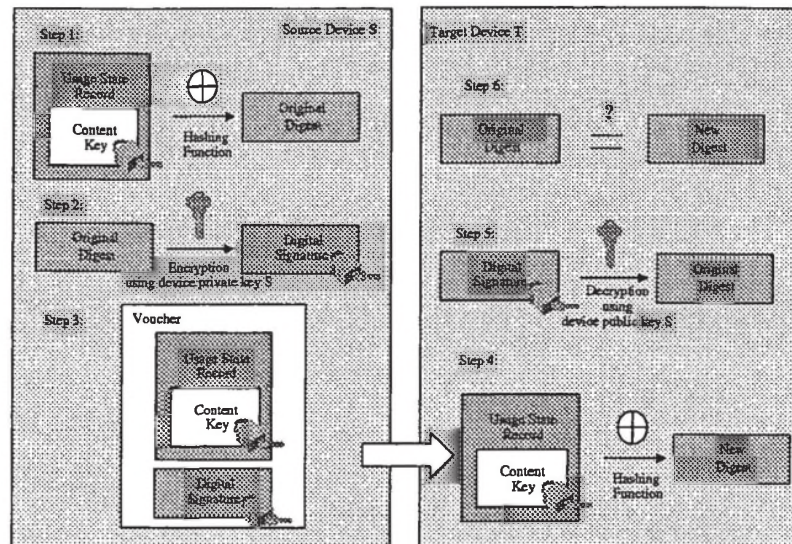 Source Device S
Step 1:
Usage State
Record
Content
Key
Hashing
Function
Original
Digest
Step 2:
Original
Digest
Encryption
using device private key S
Digital
Signature
Step 3:
Voucher
Usage State
Record
Content
Key
Digital
Signature
Target Device T
Step 6:
Original
Digest
?
New
Digest
Step 5:
Digital
Signature
Decryption
using
device public key S
Original
Digest
Step 4:
Usage State
Record
Content
Key
Hashing
Function
New
Digest